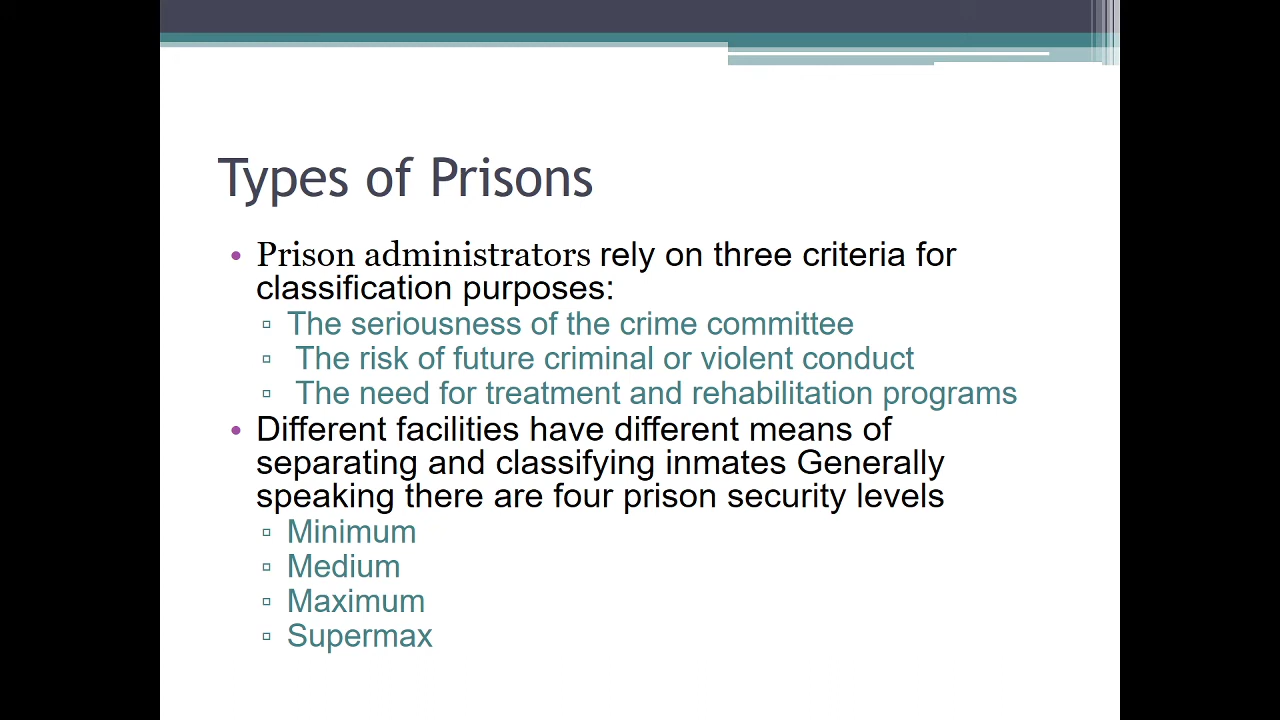 Types of Prisons
• Prison administrators rely on three criteria for
classification purposes:
▫ The seriousness of the crime committee
▫ The risk of future criminal or violent conduct
▫ The need for treatment and rehabilitation programs
• Different facilities have different means of
separating and classifying inmates Generally
speaking there are four prison security levels
▫ Minimum
▫ Medium
▫ Maximum
▫ Supermax